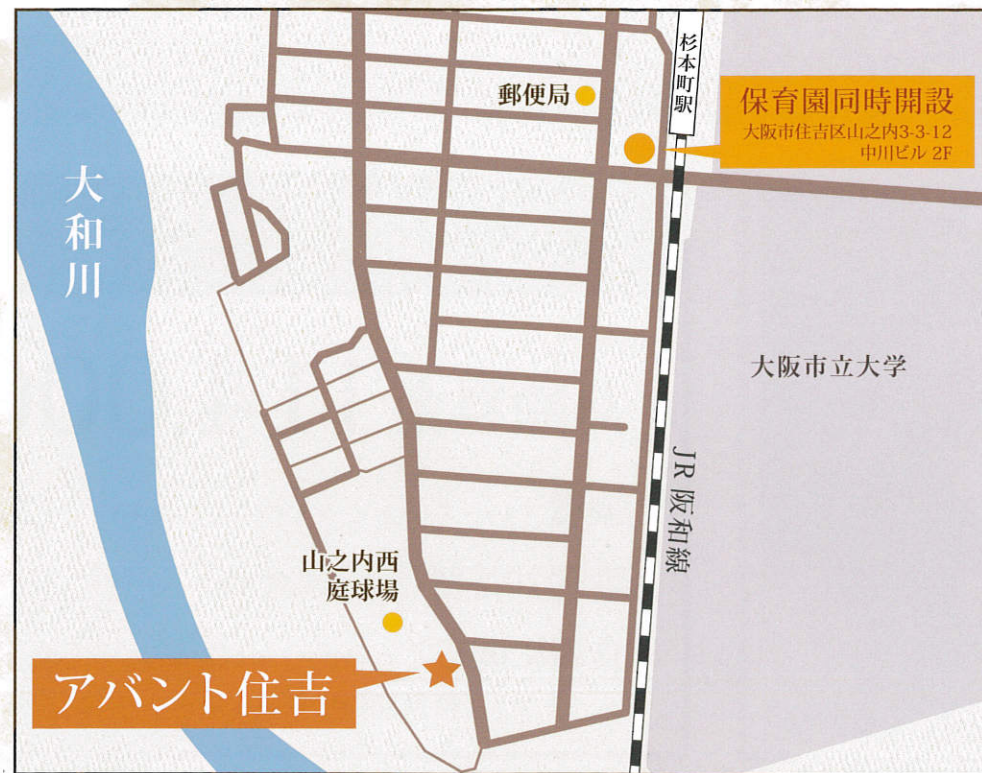 杉本町駅
郵便局
保育園同時開設
大阪市住吉区山之内3-3-12
中川ビル 2F
大和川
大阪市立大学
JR 阪和線
山之内西
庭球場
アバント住吉